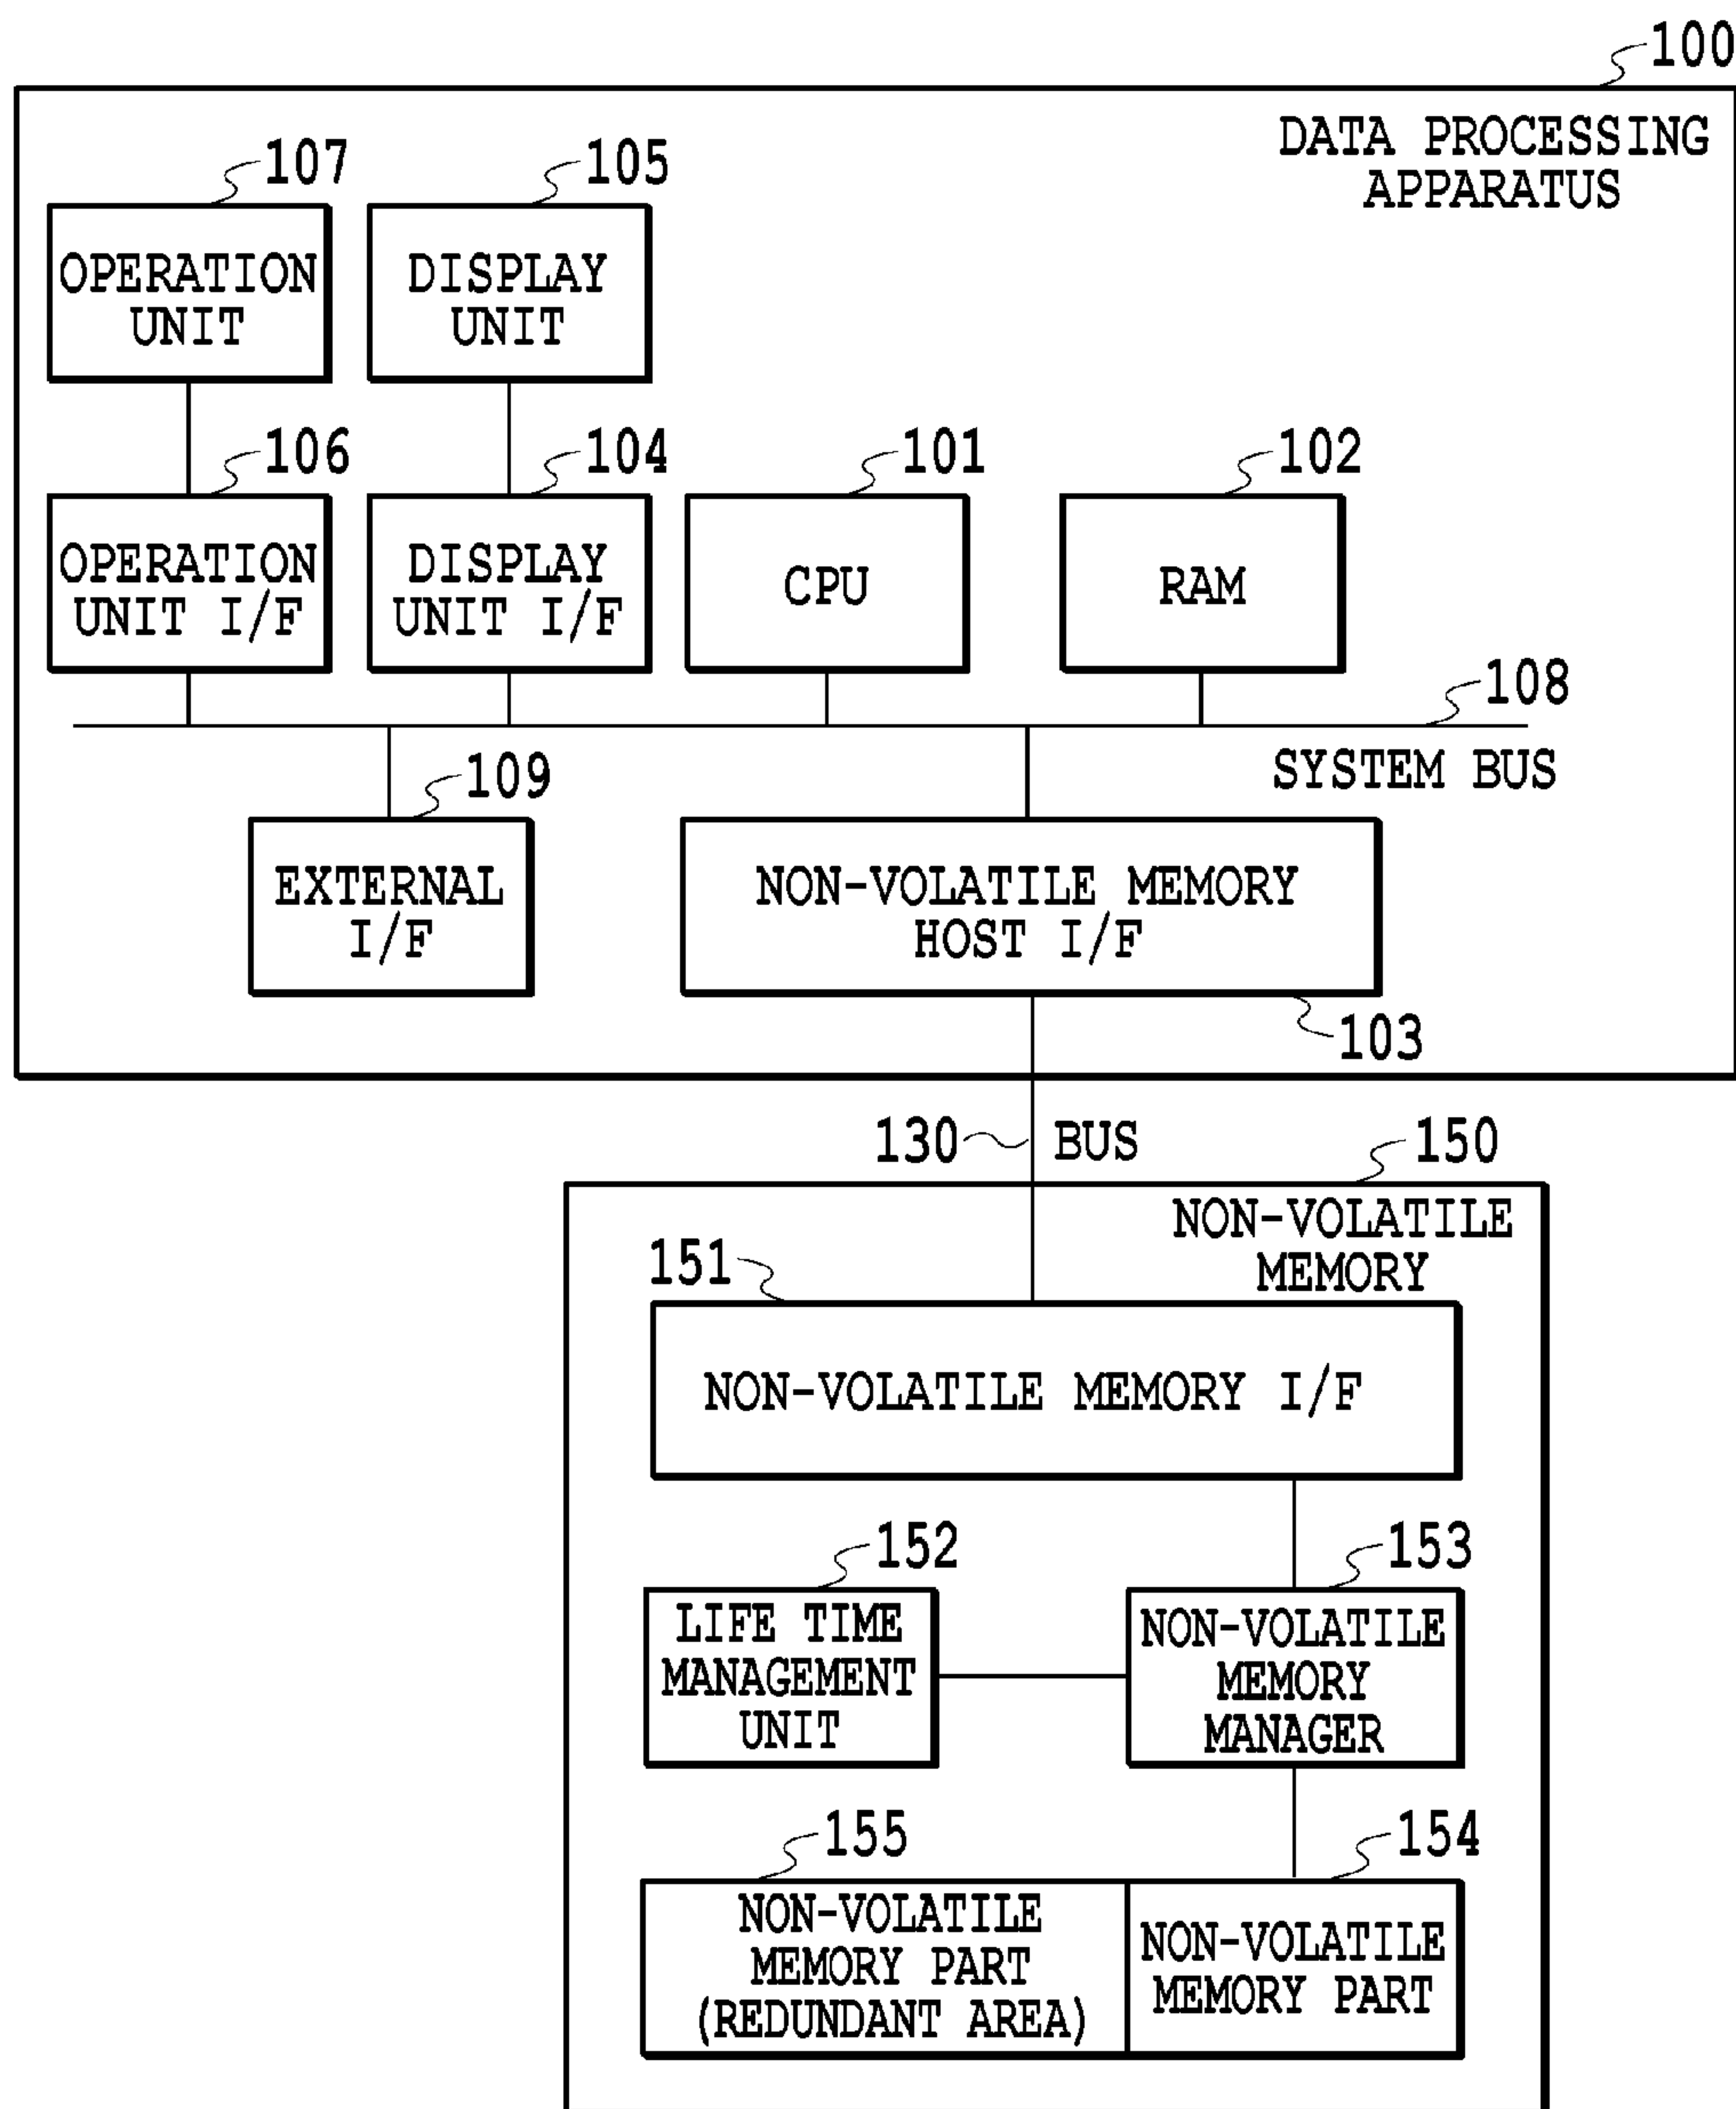 100
DATA PROCESSING
APPARATUS
107
105
OPERATION
UNIT
DISPLAY
UNIT
106
104
101
102
OPERATION
UNIT I/F
DISPLAY
UNIT I/F
CPU
RAM
108
SYSTEM BUS
109
EXTERNAL
I/F
NON-VOLATILE MEMORY
HOST I/F
103
130
BUS
150
NON-VOLATILE
MEMORY
151
NON-VOLATILE MEMORY I/F
152
153
LIFE TIME
MANAGEMENT
UNIT
NON-VOLATILE
MEMORY
MANAGER
155
154
NON-VOLATILE
MEMORY PART
(REDUNDANT AREA)
NON-VOLATILE
MEMORY PART